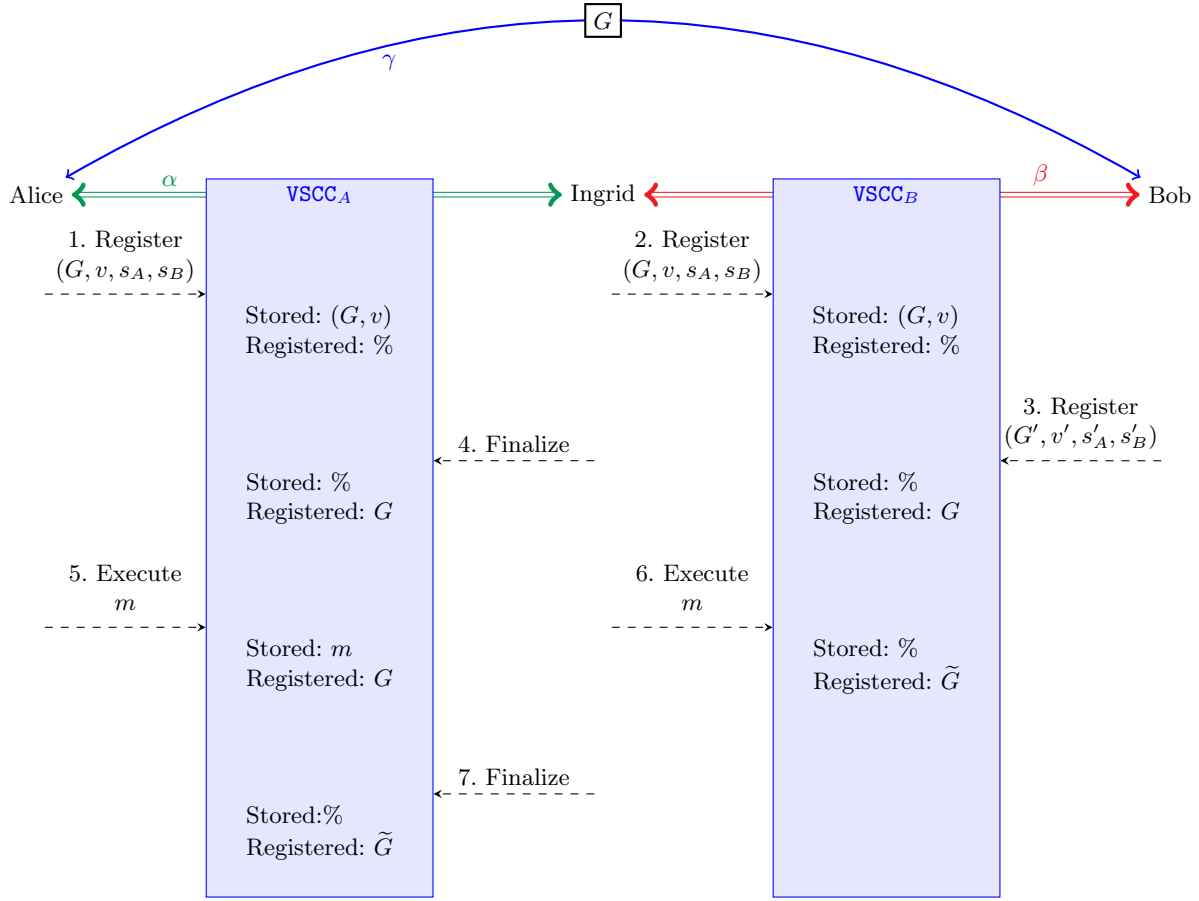 G
γ
Alice
α
VSCC_A
Ingrid
VSCC_B
β
Bob
1. Register
(G, v, s_A, s_B)
2. Register
(G, v, s_A, s_B)
Stored: (G, v)
Registered: %
Stored: (G, v)
Registered: %
3. Register
(G′, v′, s′_A, s′_B)
4. Finalize
Stored: %
Registered: G
Stored: %
Registered: G
5. Execute
m
6. Execute
m
Stored: m
Registered: G
Stored: %
Registered: G̃
7. Finalize
Stored:%
Registered: G̃